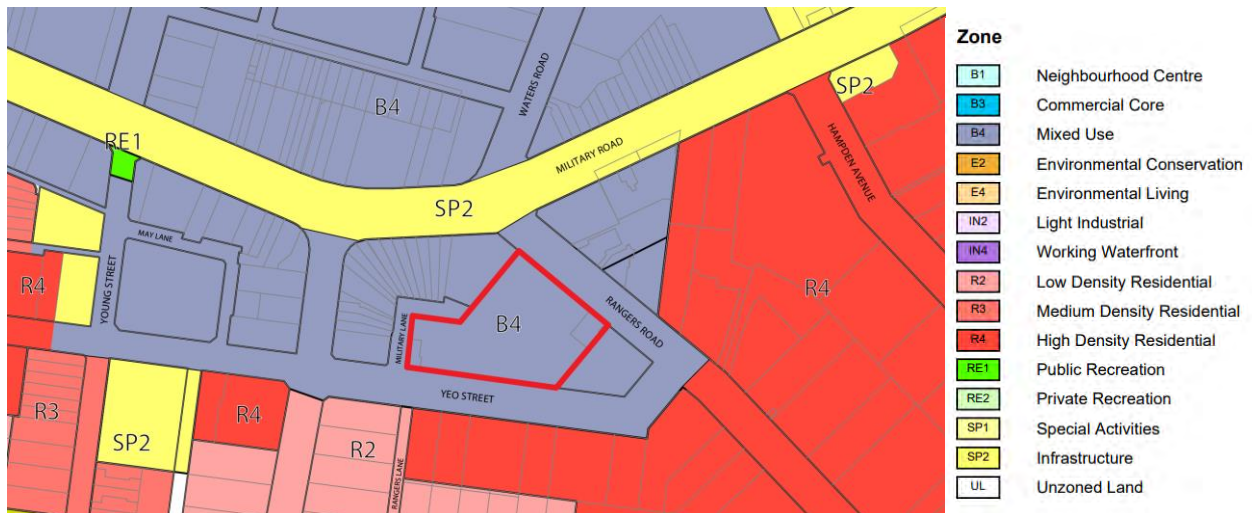 Zone
B1 Neighbourhood Centre
B3 Commercial Core
B4 Mixed Use
E2 Environmental Conservation
E4 Environmental Living
IN2 Light Industrial
IN4 Working Waterfront
R2 Low Density Residential
R3 Medium Density Residential
R4 High Density Residential
RE1 Public Recreation
RE2 Private Recreation
SP1 Special Activities
SP2 Infrastructure
UL Unzoned Land
SP2
B4
WATERS ROAD
HAMPDEN AVENUE
RE1
MILITARY ROAD
SP2
MAY LANE
R4
YOUNG STREET
R4
RANGERS ROAD
B4
MILITARY LANE
YEO STREET
R3
R4
SP2
R2
RANGERS LANE